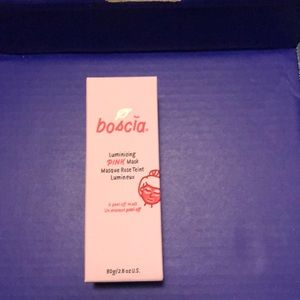 boscia.
Luminizing
PINK Mask
Masque Rose Teint
Lumineux
a peel-off mask
Un masque peel-off
80g/2.8 oz U.S.